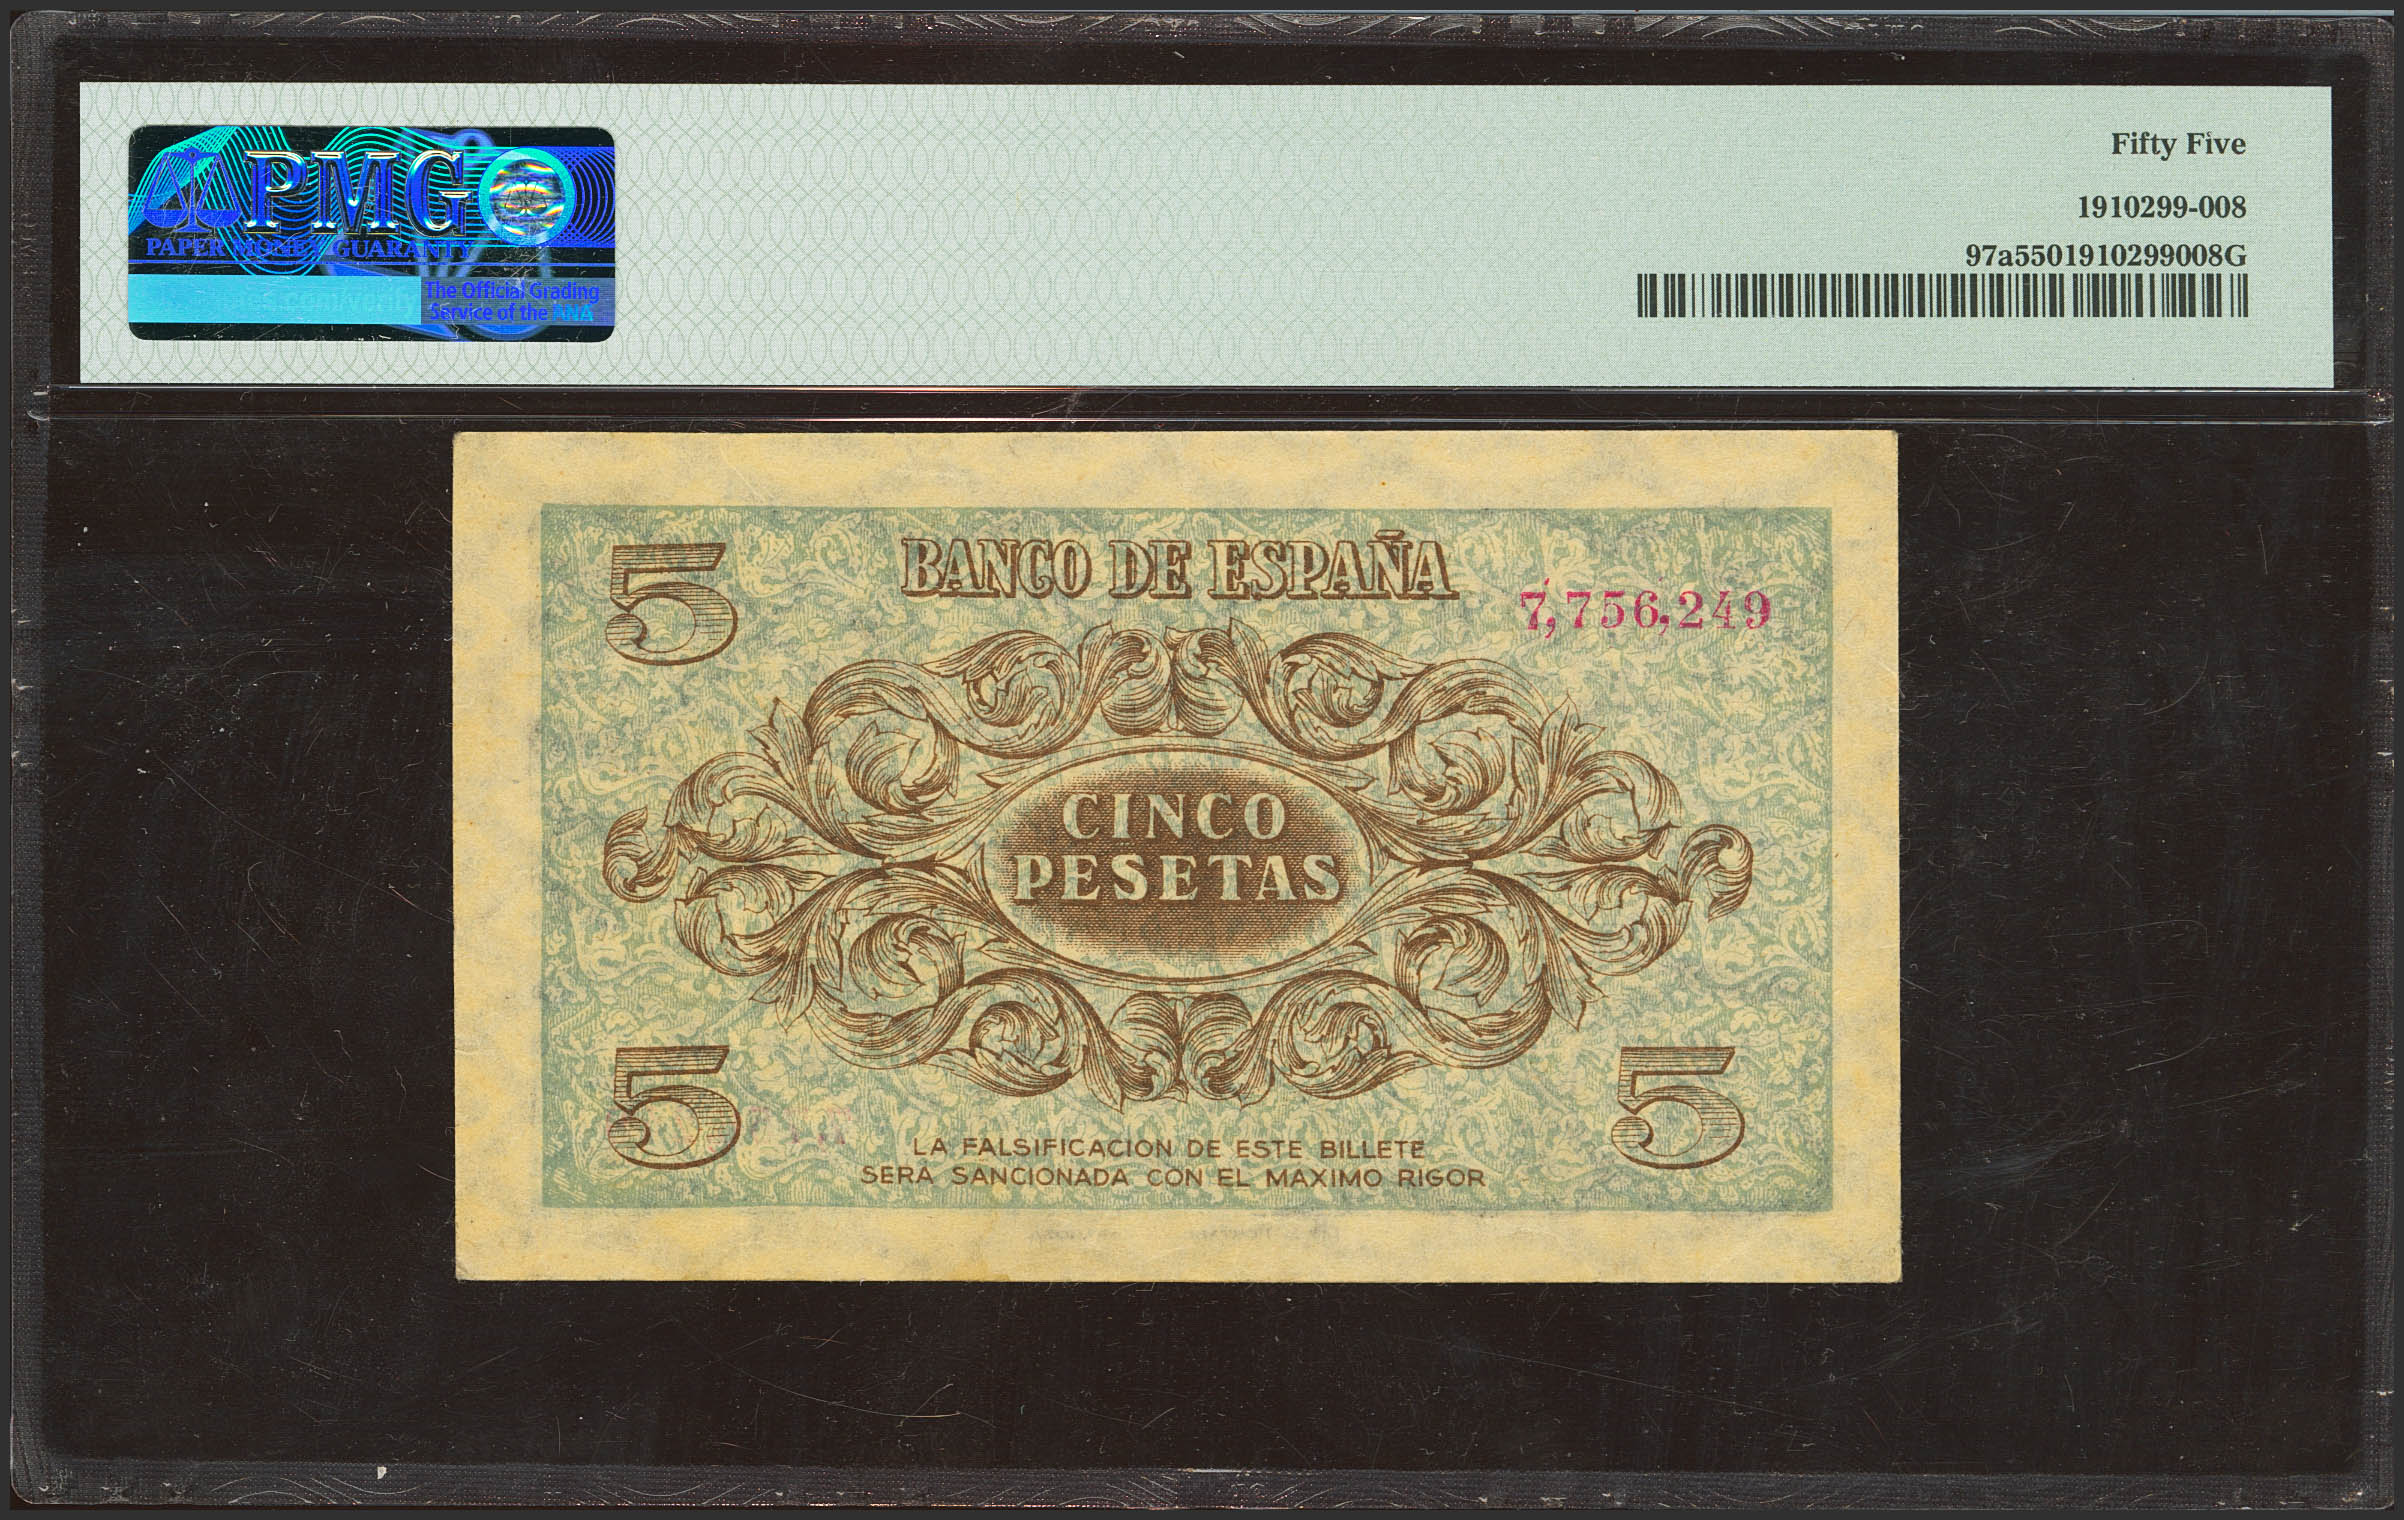 PMG
PAPER MONEY GUARANTY
The Official Grading
Service of the ANA
Fifty Five
1910299-008
97a5501910299008G
5
BANCO DE ESPAÑA
7,756,249
CINCO
PESETAS
5
5
LA FALSIFICACION DE ESTE BILLETE
SERÁ SANCIONADA CON EL MAXIMO RIGOR